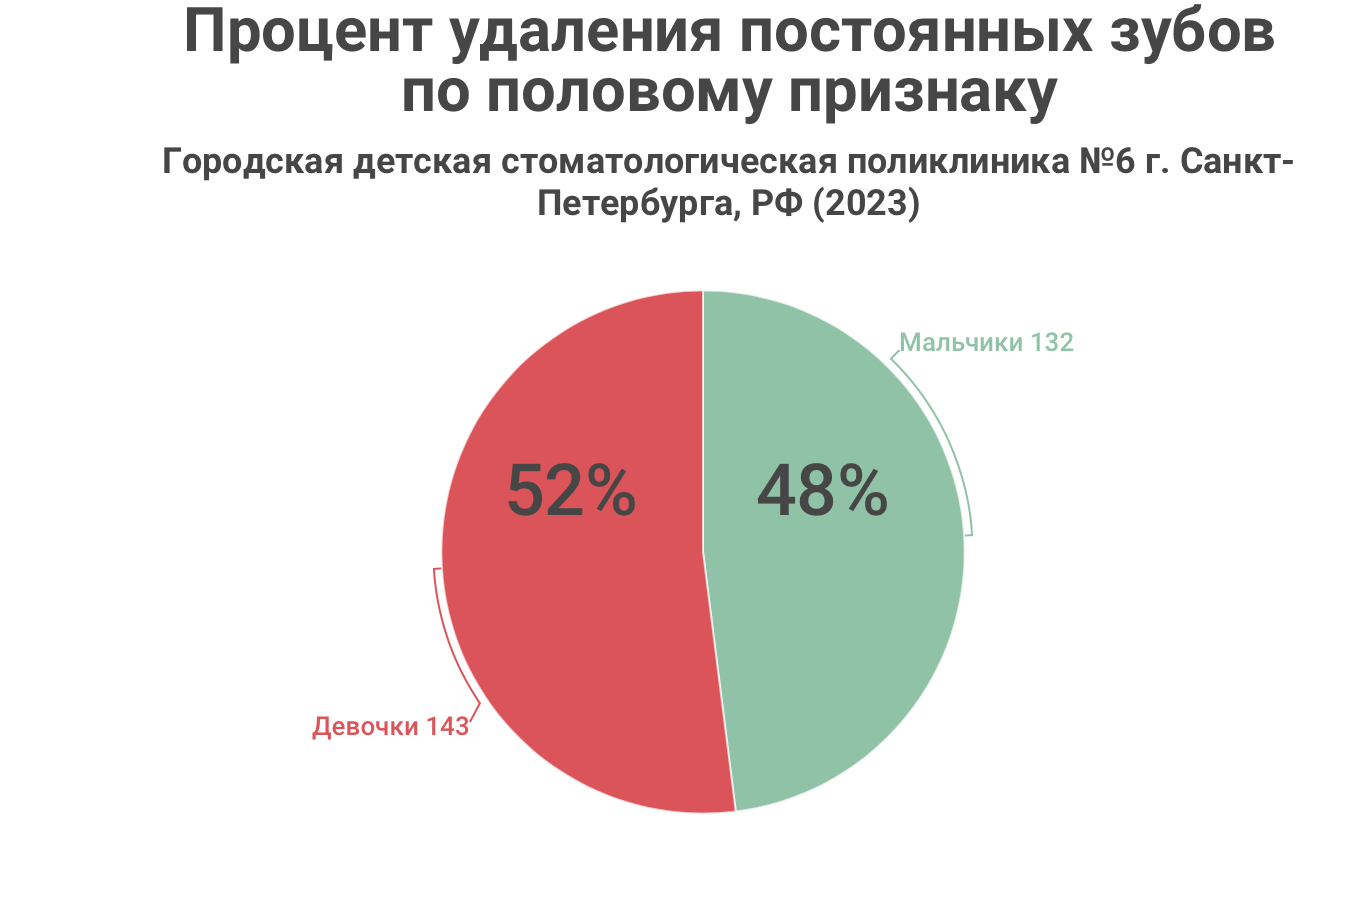 Процент удаления постоянных зубов
по половому признаку
Городская детская стоматологическая поликлиника №6 г. Санкт-
Петербурга, РФ (2023)
Мальчики 132
52%
48%
Девочки 143